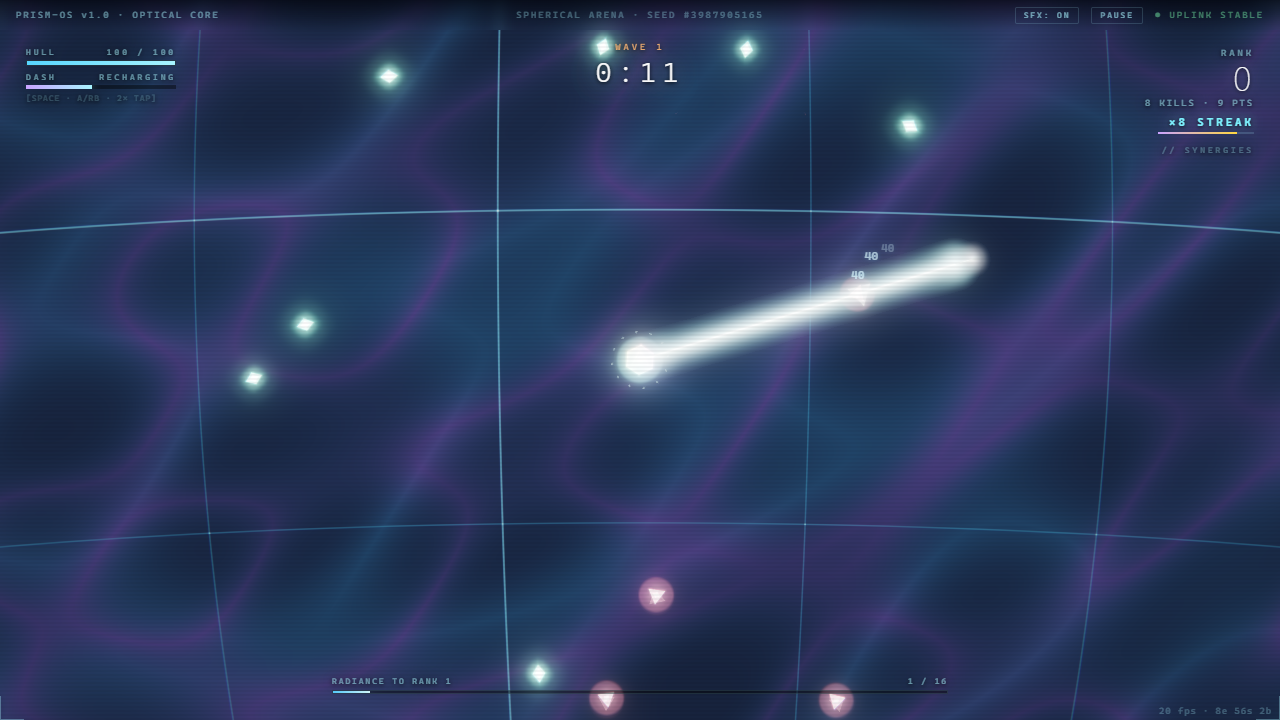 PRISM-OS v1.0 · OPTICAL CORE
SPHERICAL ARENA · SEED #3987905165
SFX: ON
PAUSE
UPLINK STABLE
HULL 100 / 100
DASH RECHARGING
[SPACE · A/RB · 2× TAP]
WAVE 1
0:11
RANK
0
8 KILLS · 9 PTS
×8 STREAK
// SYNERGIES
40
40
40
RADIANCE TO RANK 1
1 / 16
20 fps · 8e 56s 2b